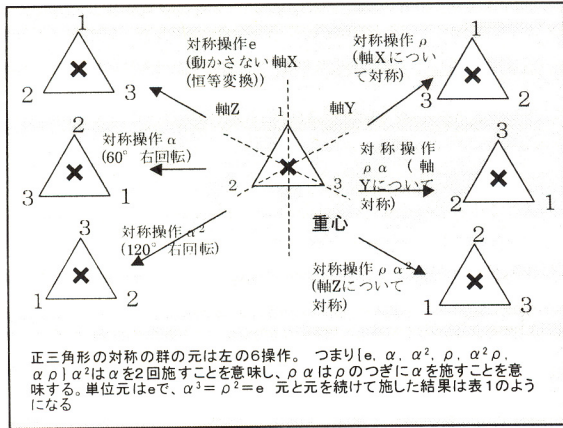 1
2
3
対称操作e
(動かさない 軸X
(恒等変換))
軸Z
1
軸Y
2
3
対称操作 ρ
(軸Xについ
て対称)
1
3
2
2
3
1
対称操作 α
(60° 右回転)
対称操作
ρ α ( 軸
Yについて
対称)
3
2
1
3
1
2
対称操作 α²
(120° 右回転)
重心
対称操作 ρ α²
(軸Zについて
対称)
2
1
3
正三角形の対称の群の元は左の6操作。 つまり{e, α, α², ρ, α²ρ,
αρ} α²はαを2回施すことを意味し、ραはρのつぎにαを施すことを意
味する。単位元はeで、α³=ρ²=e 元と元を続けて施した結果は表1のよう
になる